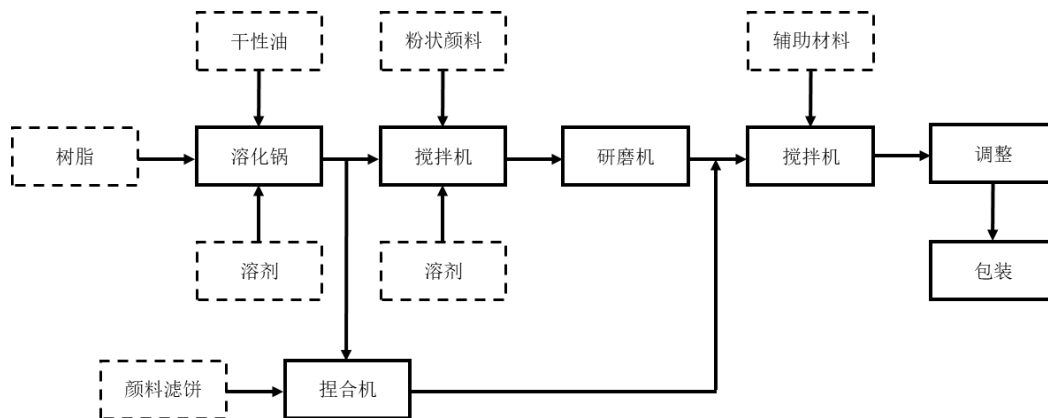 干性油
粉状颜料
辅助材料
树脂
溶化锅
搅拌机
研磨机
搅拌机
调整
溶剂
溶剂
包装
颜料滤饼
捏合机